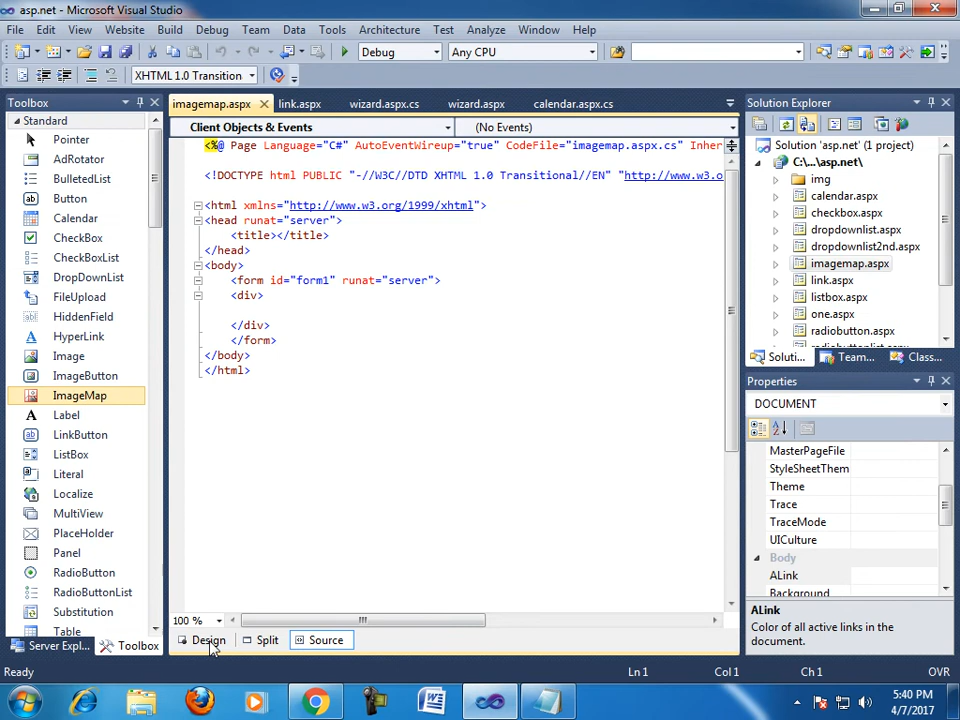 asp.net - Microsoft Visual Studio
File Edit View Website Build Debug Team Data Tools Architecture Test Analyze Window Help
Debug Any CPU
XHTML 1.0 Transition
Toolbox
Standard
Pointer
AdRotator
BulletedList
Button
Calendar
CheckBox
CheckBoxList
DropDownList
FileUpload
HiddenField
HyperLink
Image
ImageButton
ImageMap
Label
LinkButton
ListBox
Literal
Localize
MultiView
PlaceHolder
Panel
RadioButton
RadioButtonList
Substitution
Table
Server Expl... Toolbox
imagemap.aspx link.aspx wizard.aspx.cs wizard.aspx calendar.aspx.cs
Client Objects & Events (No Events)
<%@ Page Language="C#" AutoEventWireup="true" CodeFile="imagemap.aspx.cs" Inher
<!DOCTYPE html PUBLIC "-//W3C//DTD XHTML 1.0 Transitional//EN" "http://www.w3.o
<html xmlns="http://www.w3.org/1999/xhtml">
<head runat="server">
<title></title>
</head>
<body>
<form id="form1" runat="server">
<div>
</div>
</form>
</body>
</html>
100 %
Design Split Source
Solution Explorer
Solution 'asp.net' (1 project)
C:\...\asp.net\
img
calendar.aspx
checkbox.aspx
dropdownlist.aspx
dropdownlist2nd.aspx
imagemap.aspx
link.aspx
listbox.aspx
one.aspx
radiobutton.aspx
radiobuttonlist.aspx
Soluti... Team... Class...
Properties
DOCUMENT
MasterPageFile
StyleSheetThem
Theme
Trace
TraceMode
UICulture
Body
ALink
Background
ALink
Color of all active links in the
document.
Ready Ln 1 Col 1 Ch 1 OVR
5:40 PM
4/7/2017